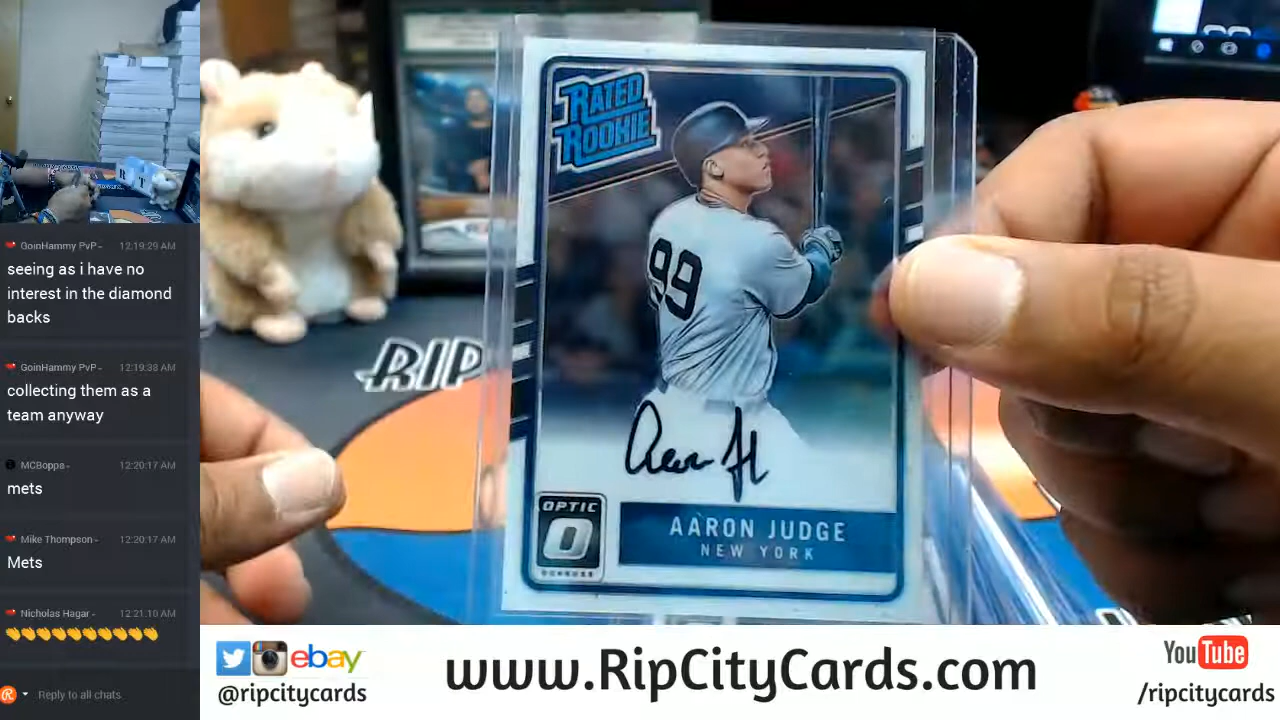 GoinHammy PvP - 12:19:29 AM
seeing as i have no
interest in the diamond
backs
GoinHammy PvP - 12:19:38 AM
collecting them as a
team anyway
MCBoppa - 12:20:17 AM
mets
Mike Thompson - 12:20:17 AM
Mets
Nicholas Hagar - 12:21:10 AM
👏👏👏👏👏👏👏👏👏👏👏
Reply to all chats
RATED
ROOKIE
99
RIP
OPTIC
O
DONRUSS
AARON JUDGE
NEW YORK
ebay
@ripcitycards
www.RipCityCards.com
YouTube
/ripcitycards